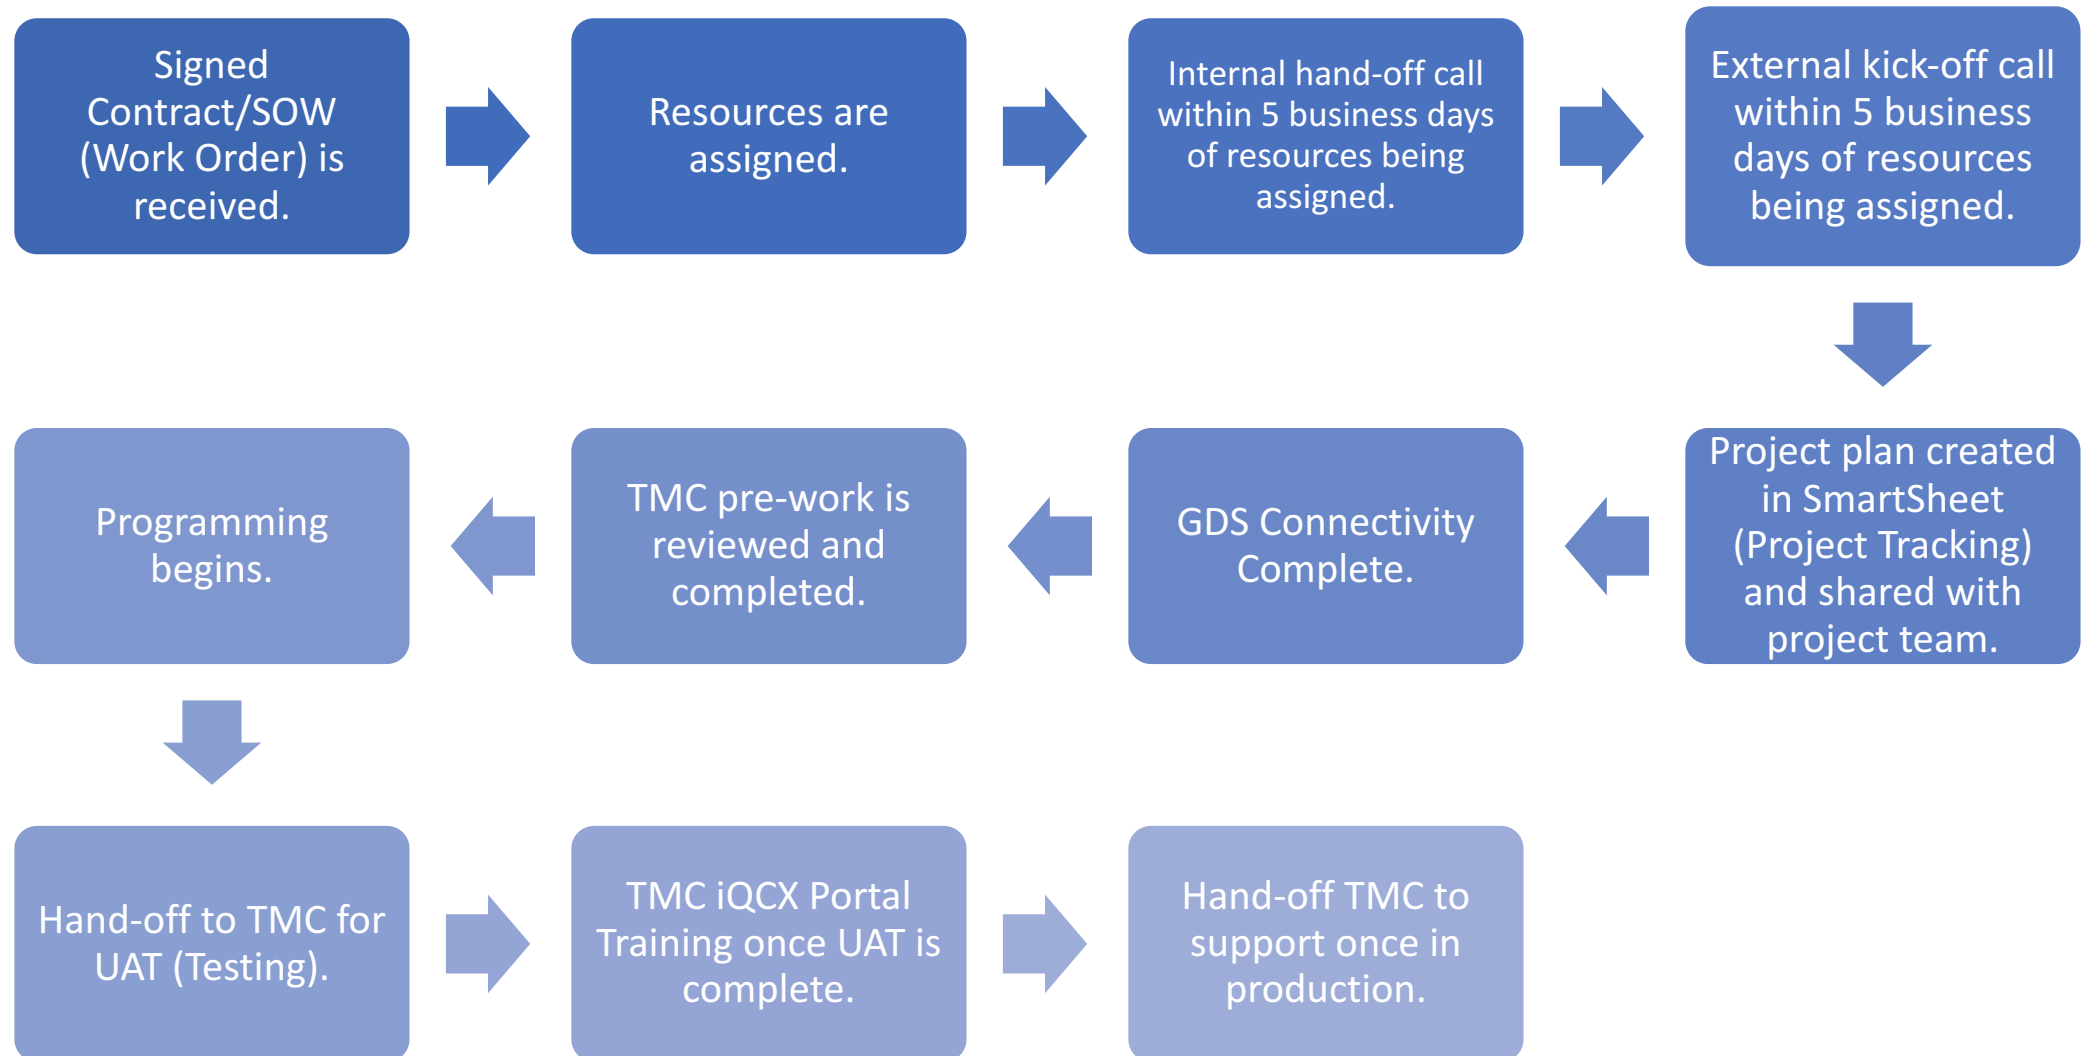 Signed
Contract/SOW
(Work Order) is
received.
Resources are
assigned.
Internal hand-off call
within 5 business days
of resources being
assigned.
External kick-off call
within 5 business
days of resources
being assigned.
Project plan created
in SmartSheet
(Project Tracking)
and shared with
project team.
GDS Connectivity
Complete.
TMC pre-work is
reviewed and
completed.
Programming
begins.
Hand-off to TMC for
UAT (Testing).
TMC iQCX Portal
Training once UAT is
complete.
Hand-off TMC to
support once in
production.